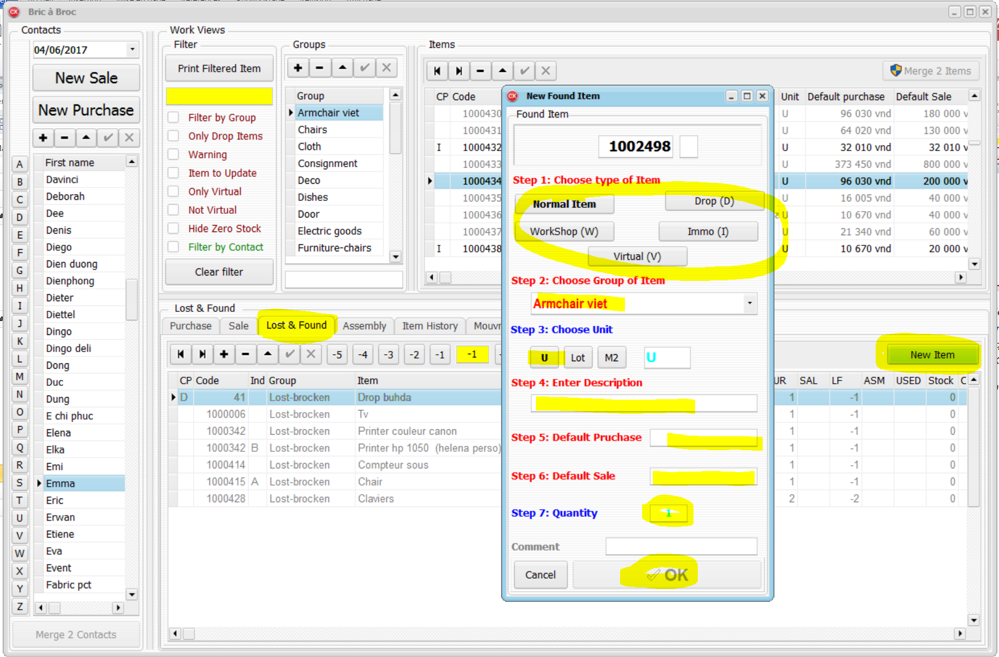 Bric à Broc
Contacts
04/06/2017
New Sale
New Purchase
First name
Davinci
Deborah
Dee
Denis
Diego
Dien duong
Dienphong
Dieter
Diettel
Dingo
Dingo deli
Dong
Duc
Dung
E chi phuc
Elena
Elka
Emi
Emma
Eric
Erwan
Etiene
Eva
Event
Fabric pct
A
B
C
D
E
F
G
H
I
J
K
L
M
N
O
P
Q
R
S
T
U
V
W
X
Y
Z
Merge 2 Contacts
Work Views
Filter
Print Filtered Item
Filter by Group
Only Drop Items
Warning
Item to Update
Only Virtual
Not Virtual
Hide Zero Stock
Filter by Contact
Clear filter
Groups
Group
Armchair viet
Chairs
Cloth
Consignment
Deco
Dishes
Door
Electric goods
Furniture-chairs
Items
Merge 2 Items
CP Code Unit Default purchase Default Sale
1000430 U 96 030 vnd 180 000 v
1000431 U 64 020 vnd 130 000 v
I 1000432 U 32 010 vnd 32 010 v
1000433 U 373 450 vnd 800 000 v
1000434 U 96 030 vnd 200 000 v
1000435 U 16 005 vnd 40 000 v
1000436 a U 10 670 vnd 40 000 v
1000437 U 21 340 vnd 60 000 v
I 1000438 U 10 670 vnd 20 000 v
Lost & Found
Purchase Sale Lost & Found Assembly Item History Mouvr
-5 -4 -3 -2 -1 -1 New Item
CP Code Ind Group Item UR SAL LF ASM USED Stock C
D 41 Lost-brocken Drop buhda 1 -1 0
1000006 Lost-brocken Tv 1 -1 0
1000342 Lost-brocken Printer couleur canon 1 -1 0
1000342 B Lost-brocken Printer hp 1050 (helena perso) 1 -1 0
1000414 Lost-brocken Compteur sous 1 -1 0
1000415 A Lost-brocken Chair 1 -1 0
1000428 Lost-brocken Claviers 2 -2 0
New Found Item
Found Item
1002498
Step 1: Choose type of Item
Normal Item Drop (D)
WorkShop (W) Immo (I)
Virtual (V)
Step 2: Choose Group of Item
Armchair viet
Step 3: Choose Unit
U Lot M2 U
Step 4: Enter Description
Step 5: Default Pruchase
Step 6: Default Sale
Step 7: Quantity 1
Comment
Cancel OK